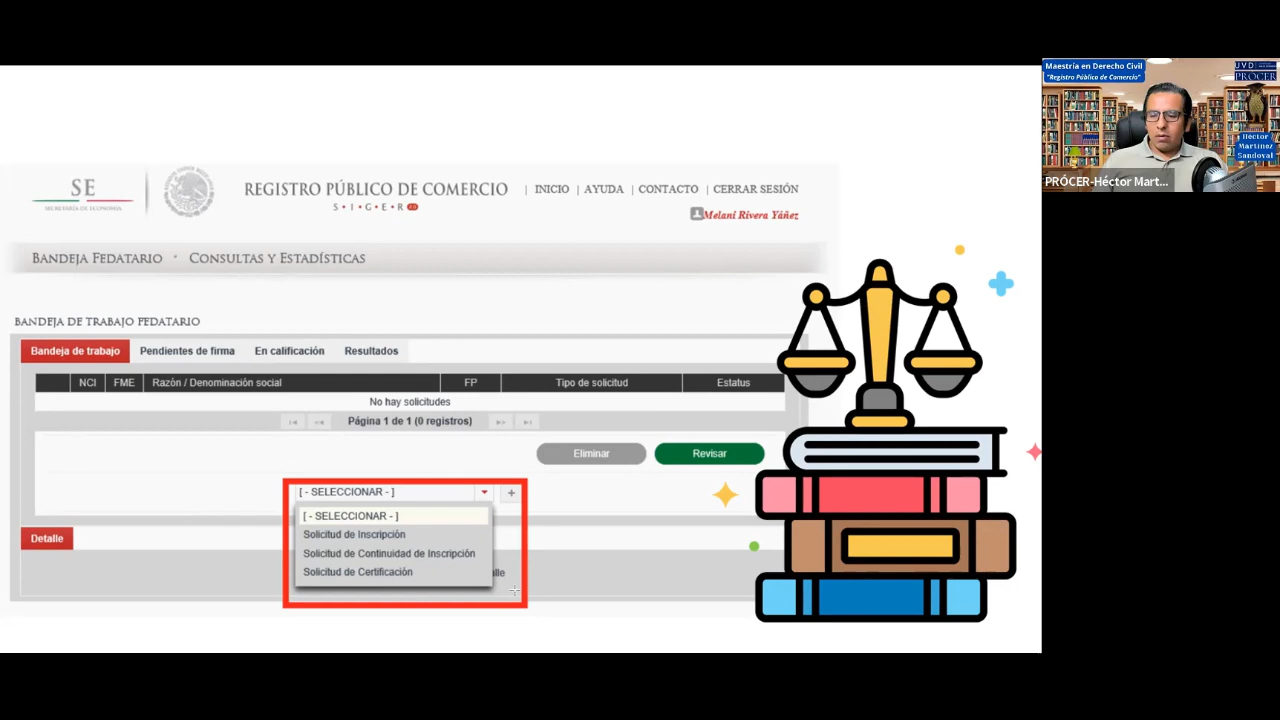 SE
SECRETARÍA DE ECONOMÍA
REGISTRO PÚBLICO DE COMERCIO
S • I • G • E • R
| INICIO | AYUDA | CONTACTO | CERRAR SESIÓN
Melani Rivera Yáñez
BANDEJA FEDATARIO · CONSULTAS Y ESTADÍSTICAS
BANDEJA DE TRABAJO FEDATARIO
Bandeja de trabajo Pendientes de firma En calificación Resultados
NCI FME Razón / Denominación social FP Tipo de solicitud Estatus
No hay solicitudes
Página 1 de 1 (0 registros)
Eliminar Revisar
[ - SELECCIONAR - ] +
[ - SELECCIONAR - ]
Solicitud de Inscripción
Solicitud de Continuidad de Inscripción
Solicitud de Certificación
Detalle
Maestría en Derecho Civil
"Registro Público de Comercio"
UVD
PRÓCER
Héctor
Martínez
Sandoval
PRÓCER-Héctor Mart...